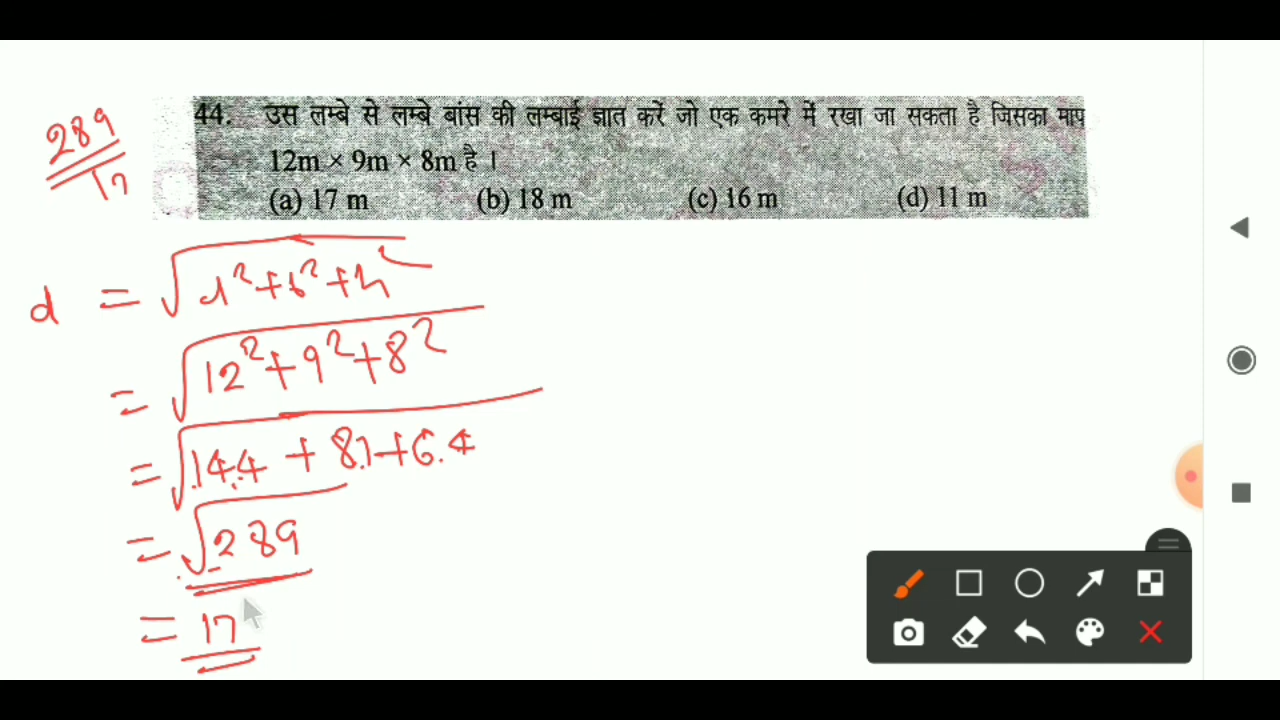 289
17
44. उस लम्बे से लम्बे बांस की लम्बाई ज्ञात करें जो एक कमरे में रखा जा सकता है जिसका माप
12m × 9m × 8m है ।
(a) 17 m (b) 18 m (c) 16 m (d) 11 m
d = √l²+b²+h²
= √12²+9²+8²
= √144 + 81+64
= √289
= 17